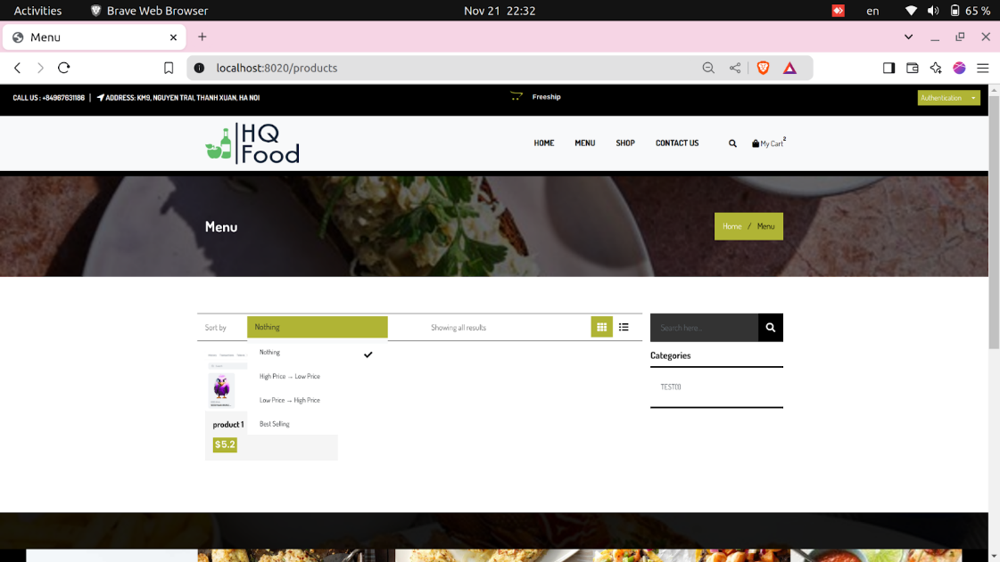 Activities Brave Web Browser Nov 21 22:32 en 65 %
Menu
localhost:8020/products
CALL US : +84967631186 | ADDRESS: KM9, NGUYEN TRAI, THANH XUAN, HA NOI Freeship Authentication
HQ Food
HOME MENU SHOP CONTACT US My Cart 2
Menu Home / Menu
Sort by Nothing Showing all results Search here...
Nothing
High Price → Low Price
Low Price → High Price
Best Selling
product 1
$5.2
Categories
TEST(1)